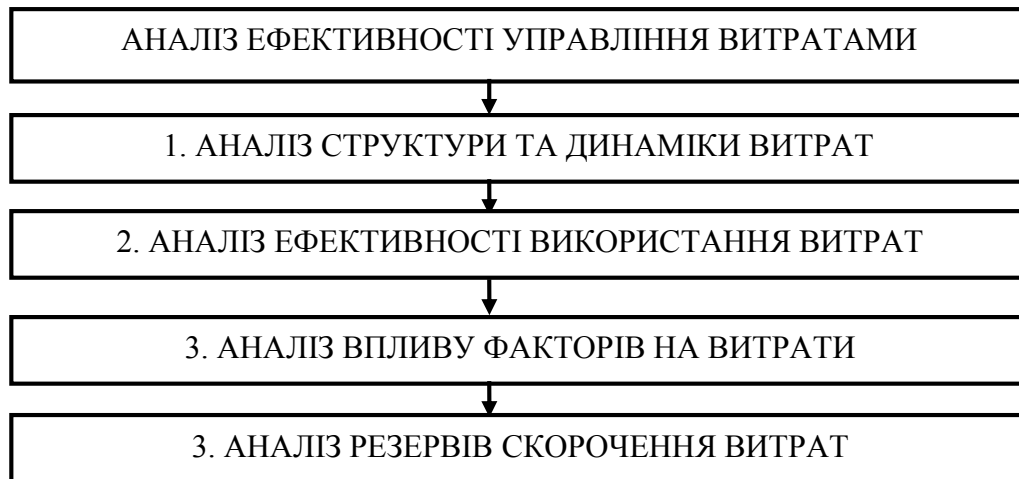 АНАЛІЗ ЕФЕКТИВНОСТІ УПРАВЛІННЯ ВИТРАТАМИ
1. АНАЛІЗ СТРУКТУРИ ТА ДИНАМІКИ ВИТРАТ
2. АНАЛІЗ ЕФЕКТИВНОСТІ ВИКОРИСТАННЯ ВИТРАТ
3. АНАЛІЗ ВПЛИВУ ФАКТОРІВ НА ВИТРАТИ
3. АНАЛІЗ РЕЗЕРВІВ СКОРОЧЕННЯ ВИТРАТ